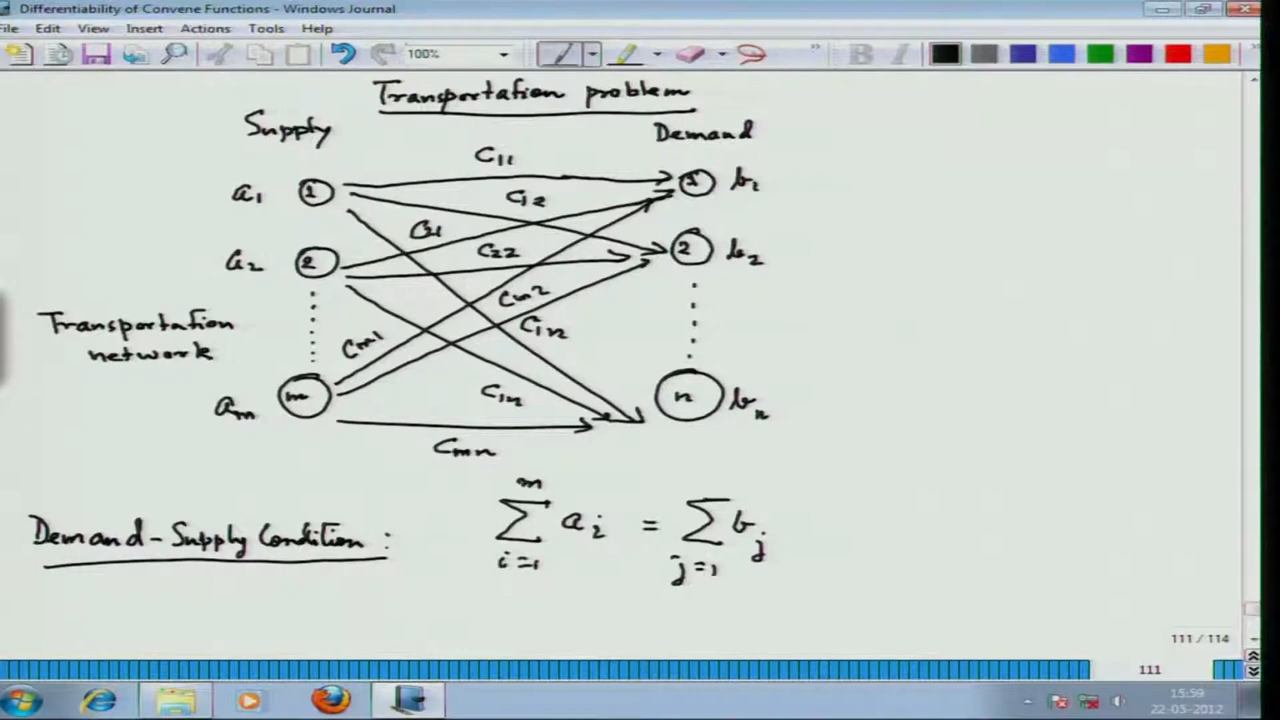 Differentiability of Convene Functions - Windows Journal
File Edit View Insert Actions Tools Help
100%
Transportation problem
Supply Demand
a1 1 C11 1 b1
C12
C21
a2 2 C22 2 b2
Cm2
Transportation Cm1 C1n
network
am m C1n n bn
Cmn
Demand-Supply Condition : m∑i=1 ai = ∑j=1 bj
111 / 114
111
15:59
22-05-2012